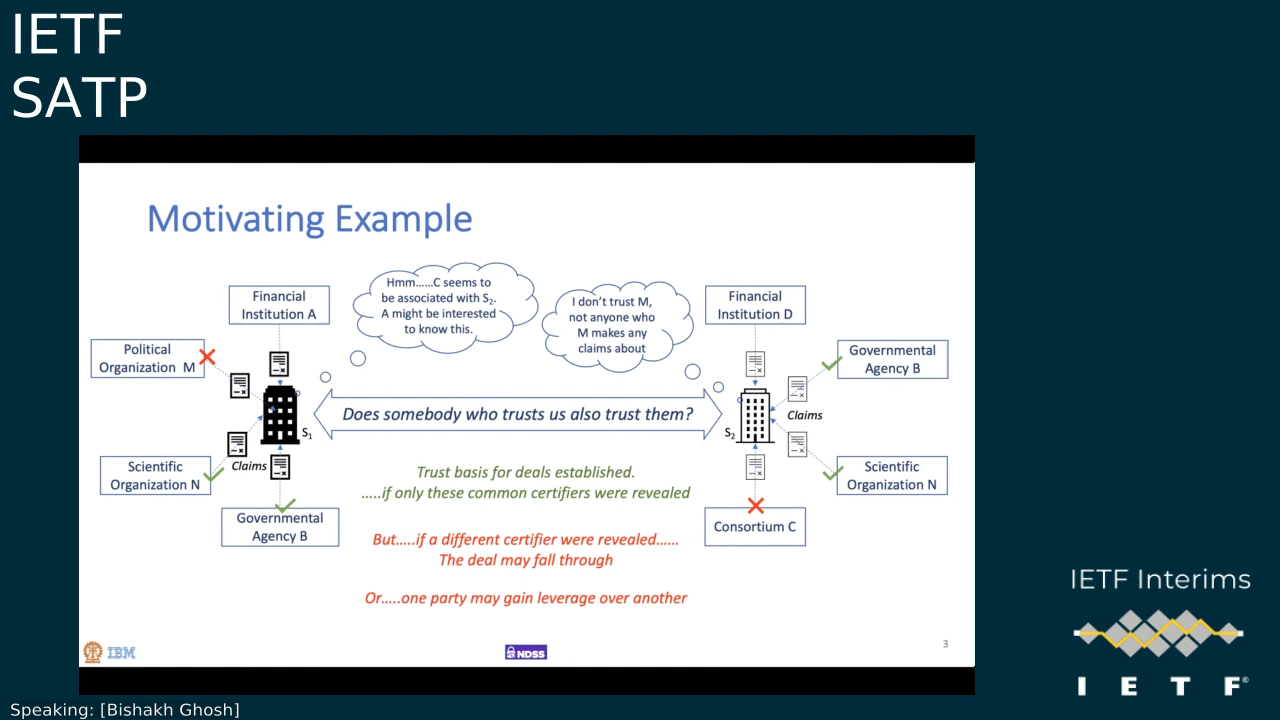 IETF
SATP
Motivating Example
Hmm......C seems to
be associated with S2.
A might be interested
to know this.
I don't trust M,
not anyone who
M makes any
claims about
Financial
Institution A
Financial
Institution D
Political
Organization M
Governmental
Agency B
Does somebody who trusts us also trust them?
S1
S2
Claims
Claims
Scientific
Organization N
Scientific
Organization N
Governmental
Agency B
Consortium C
Trust basis for deals established.
.....if only these common certifiers were revealed
But.....if a different certifier were revealed......
The deal may fall through
Or.....one party may gain leverage over another
IBM
NDSS
3
IETF Interims
I E T F®
Speaking: [Bishakh Ghosh]